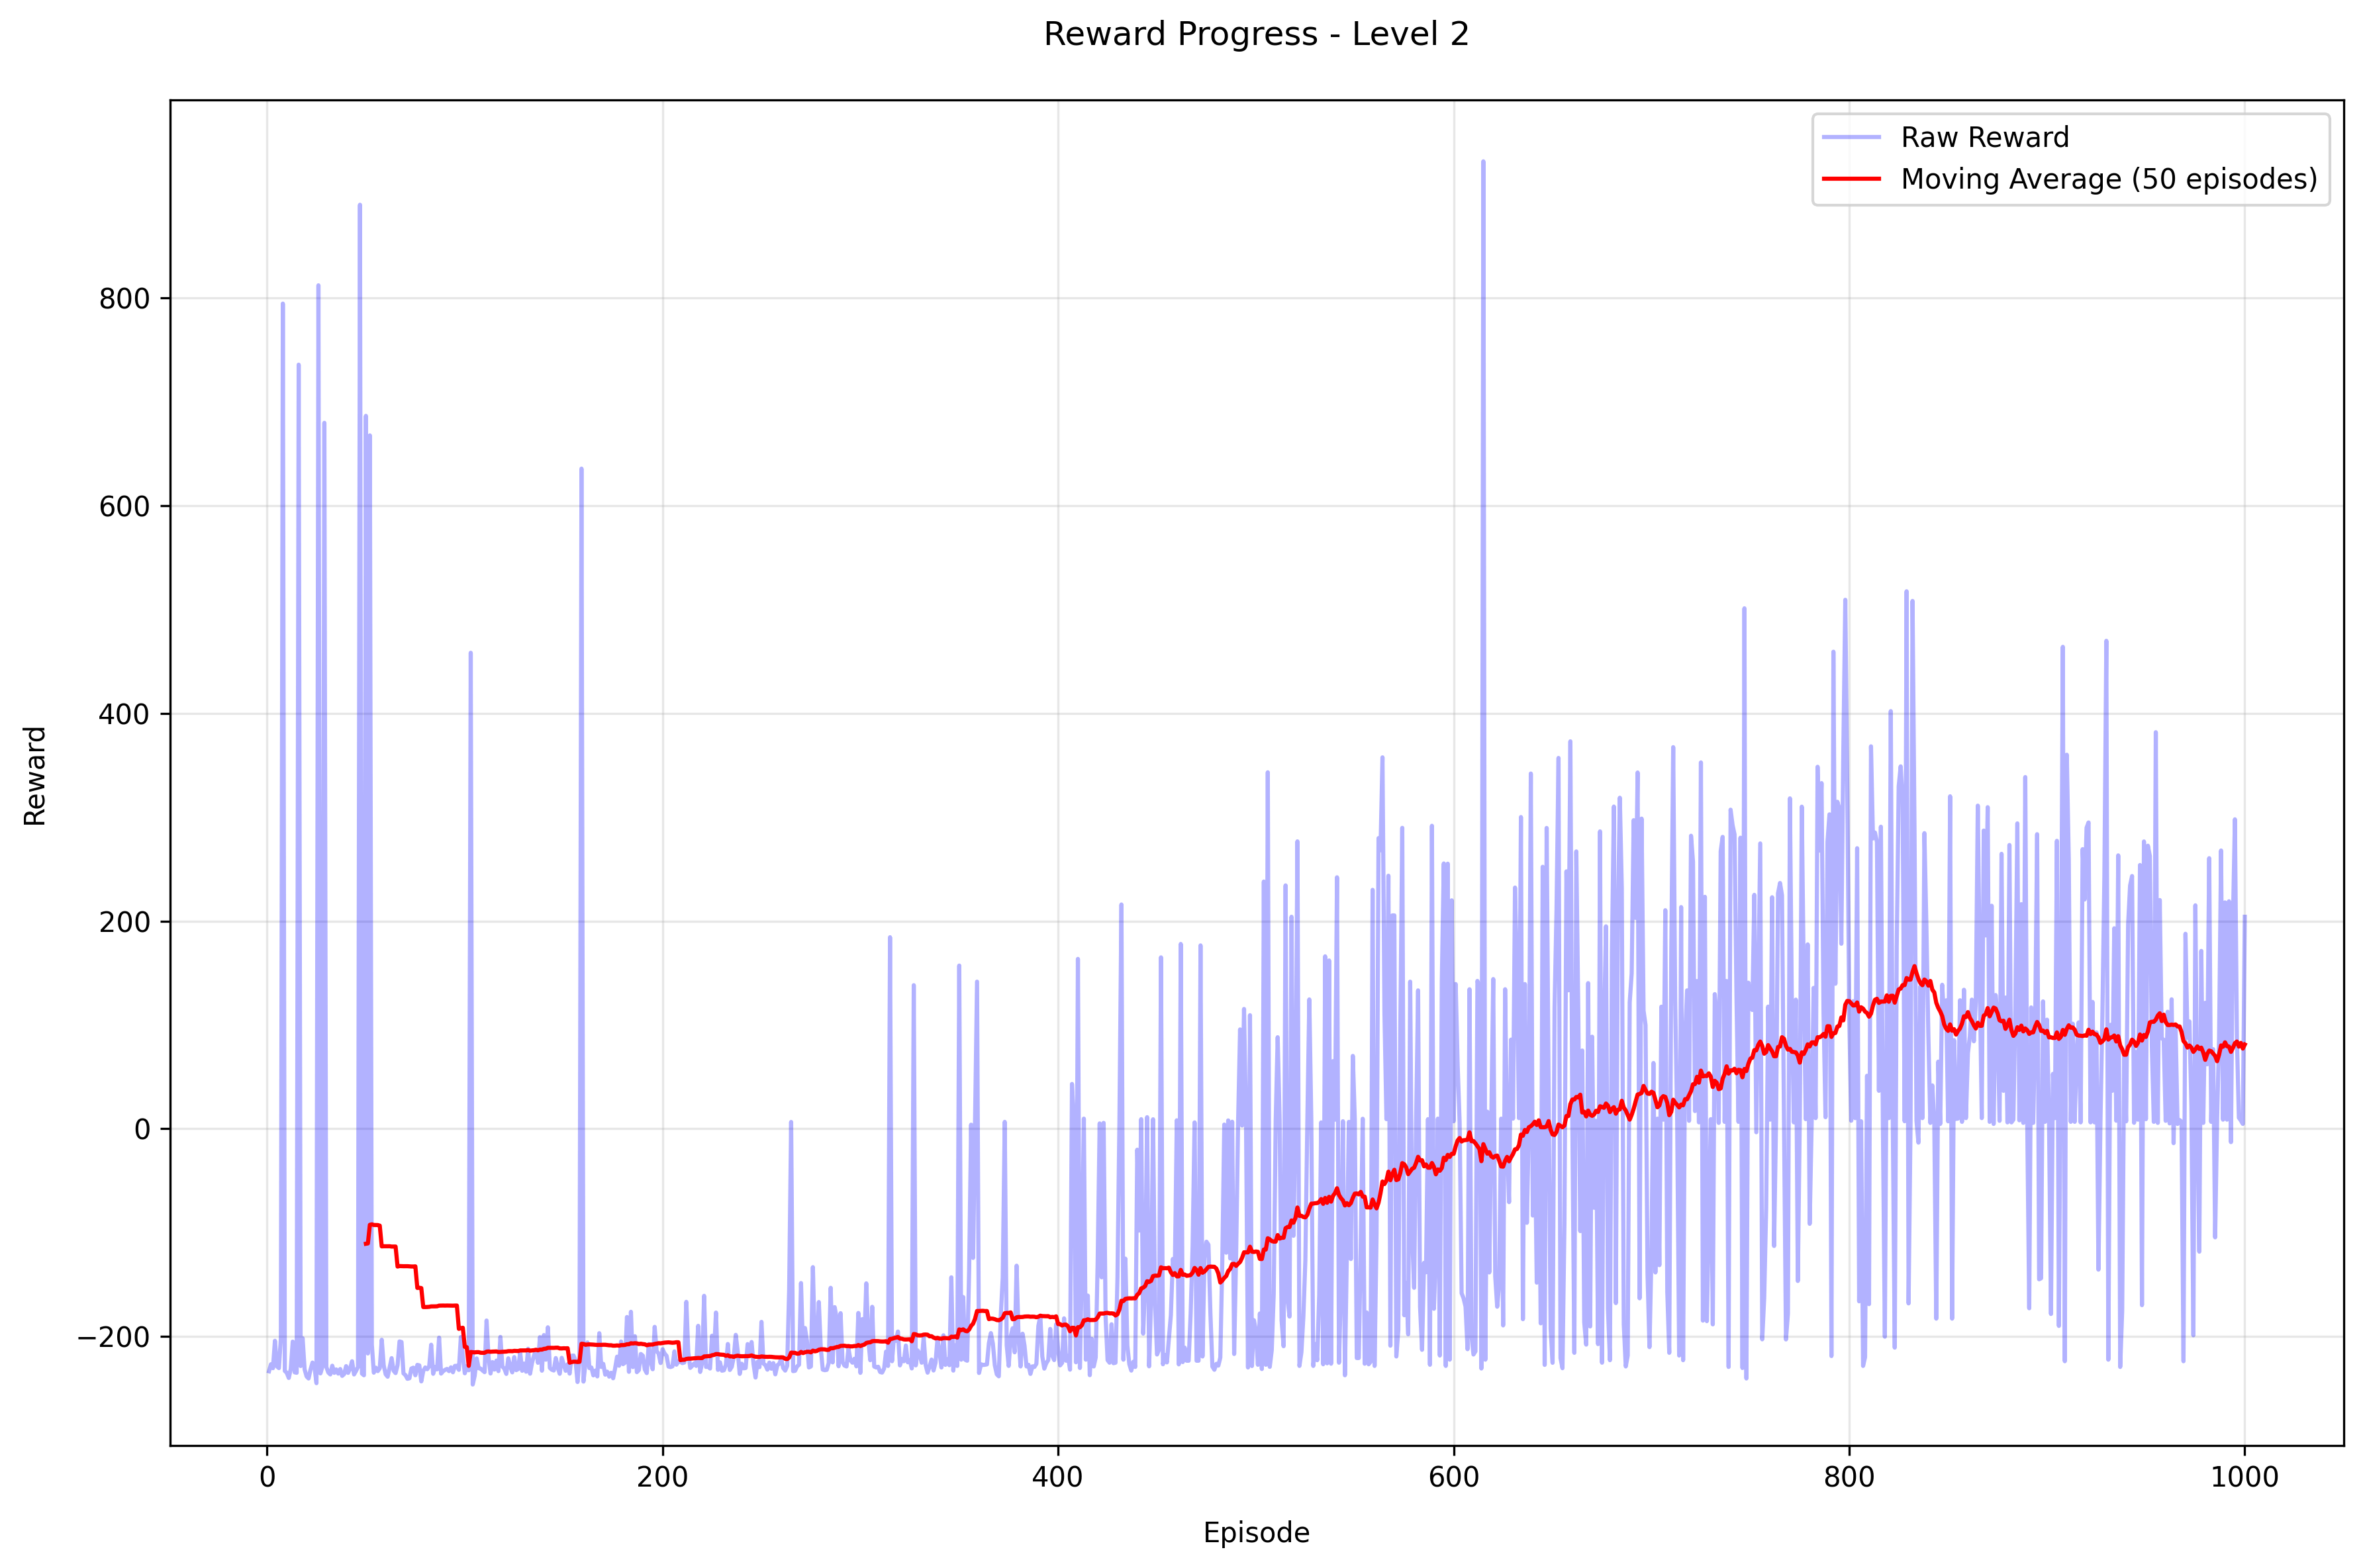 Reward Progress - Level 2
Raw Reward
Moving Average (50 episodes)
800
600
400
200
0
−200
Reward
0 200 400 600 800 1000
Episode